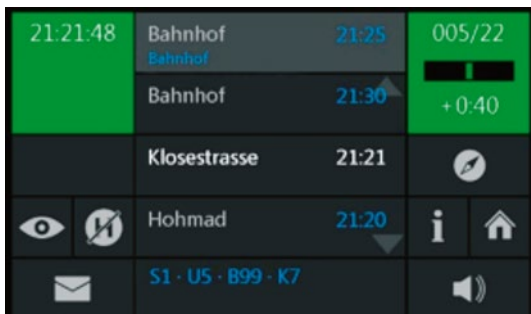 21:21:48
Bahnhof 21:25
Bahnhof
Bahnhof 21:30
Klosestrasse 21:21
Hohmad 21:20
S1 · U5 · B99 · K7
005/22
+0:40
H
i